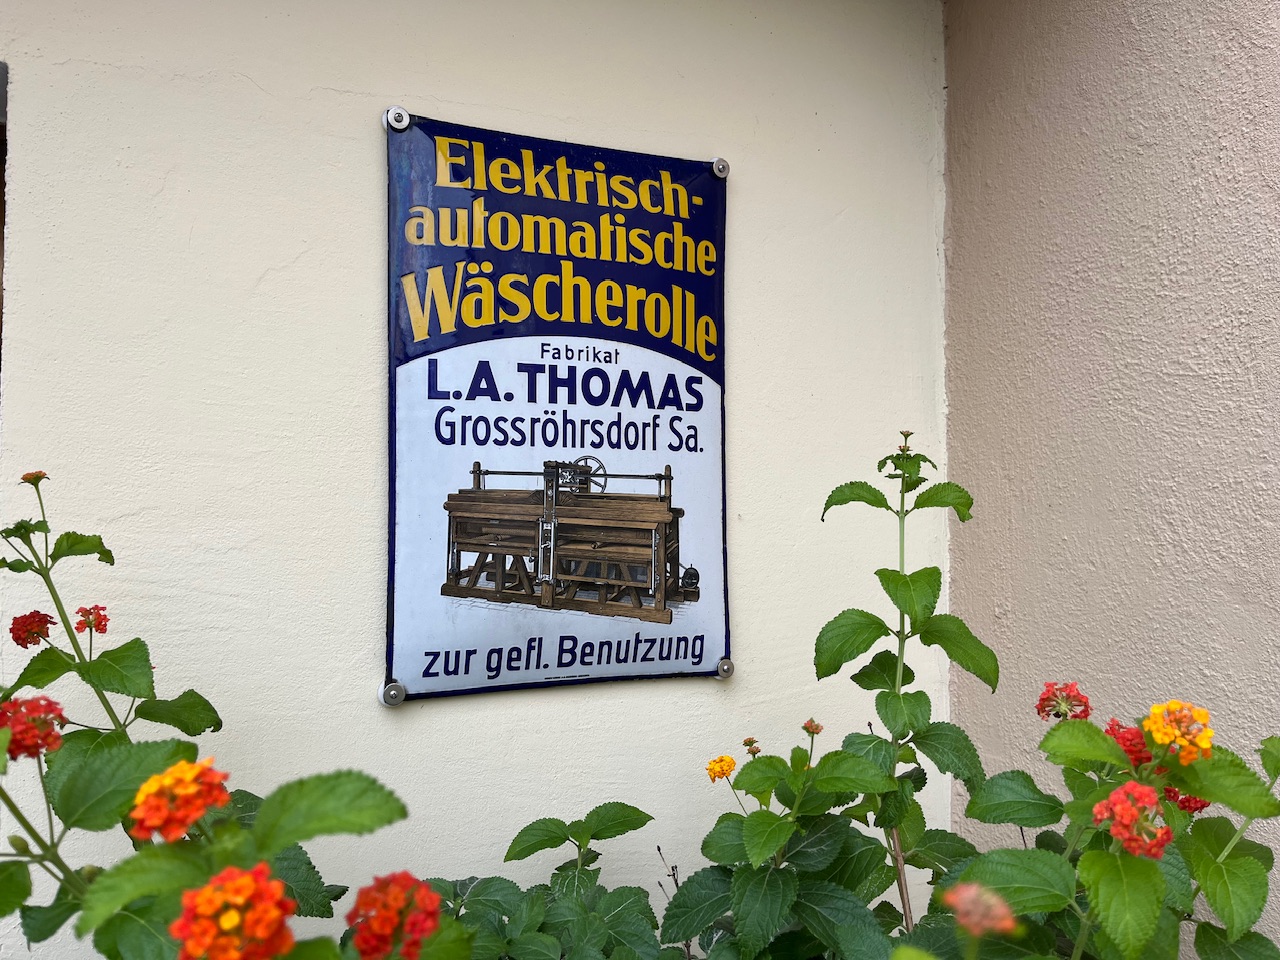 Elektrisch-
automatische
Wäscherolle
Fabrikat
L.A.THOMAS
Grossröhrsdorf Sa.
zur gefl. Benutzung